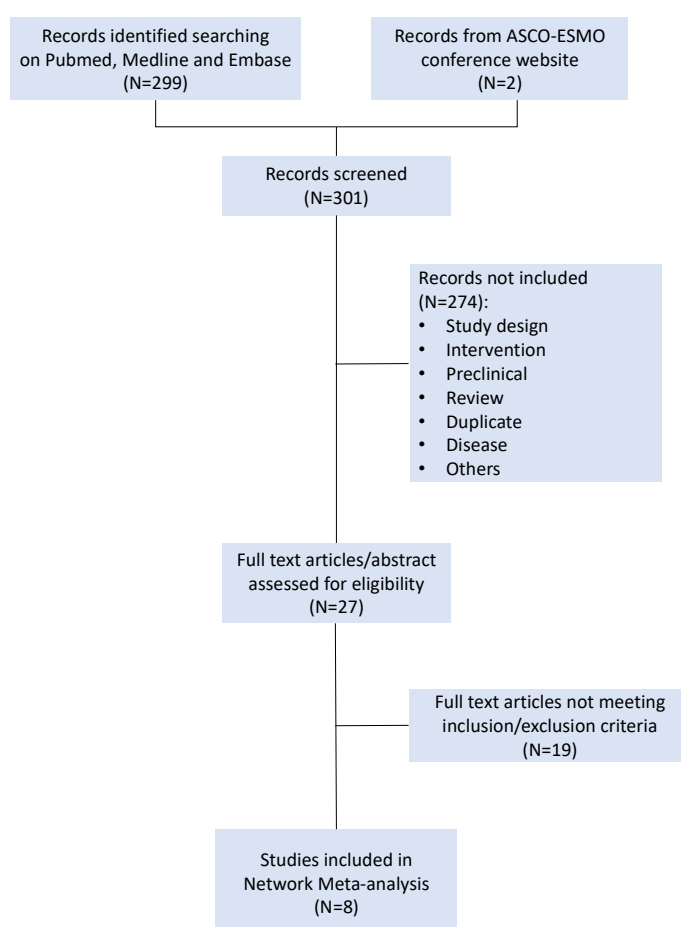 Records identified searching
on Pubmed, Medline and Embase
(N=299)
Records from ASCO-ESMO
conference website
(N=2)
Records screened
(N=301)
Records not included
(N=274):
• Study design
• Intervention
• Preclinical
• Review
• Duplicate
• Disease
• Others
Full text articles/abstract
assessed for eligibility
(N=27)
Full text articles not meeting
inclusion/exclusion criteria
(N=19)
Studies included in
Network Meta-analysis
(N=8)